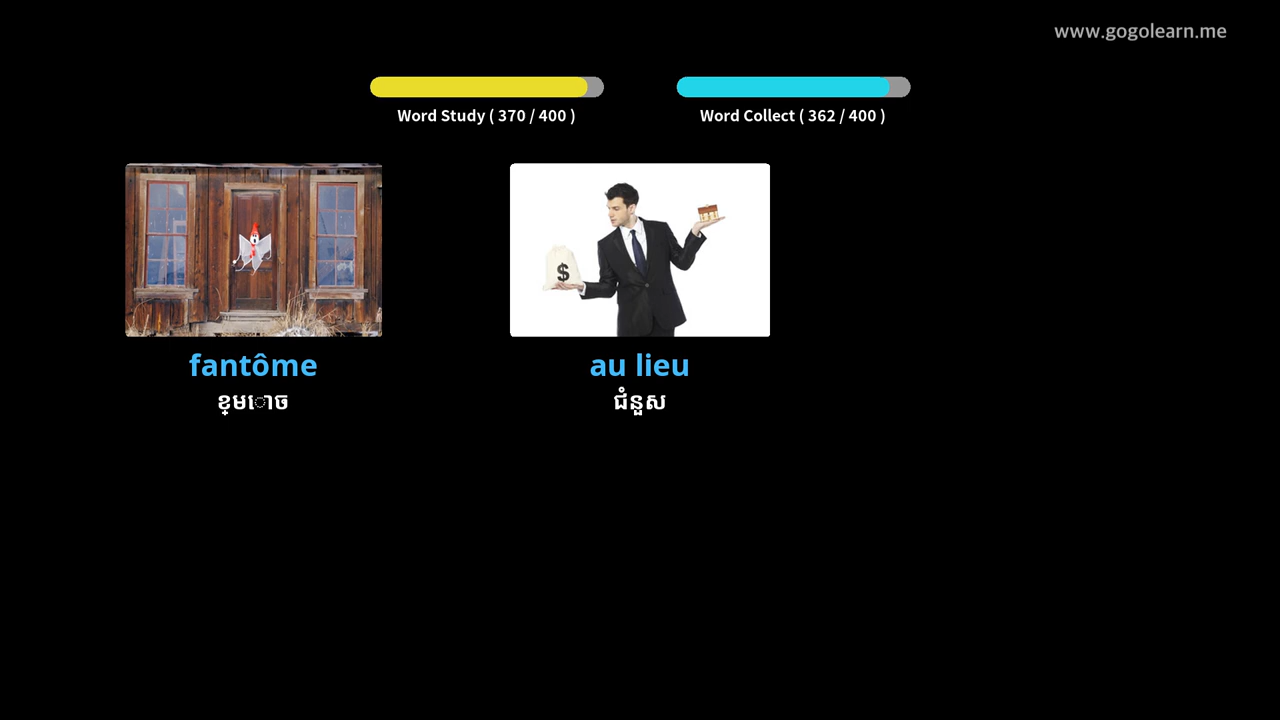 www.gogolearn.me
Word Study ( 370 / 400 )
Word Collect ( 362 / 400 )
$
fantôme
au lieu
ខ្មោច
ជំនួស